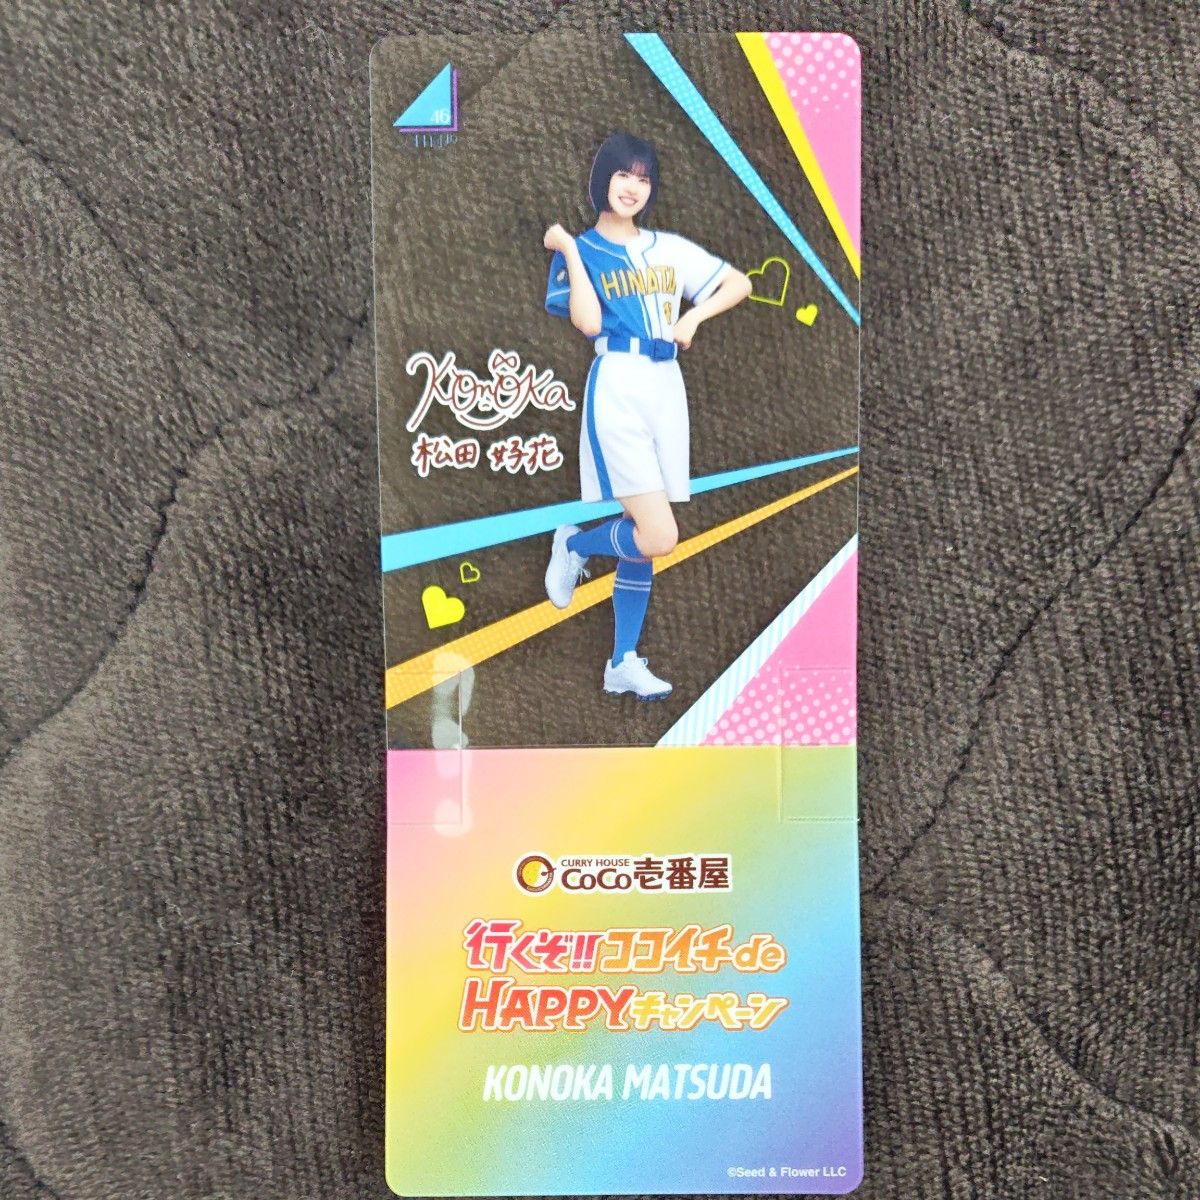 46
HINATA
Konoka
松田 好花
CURRY HOUSE
CoCo壱番屋
行くぞ!!ココイチde
HAPPYキャンペーン
KONOKA MATSUDA
©Seed & Flower LLC